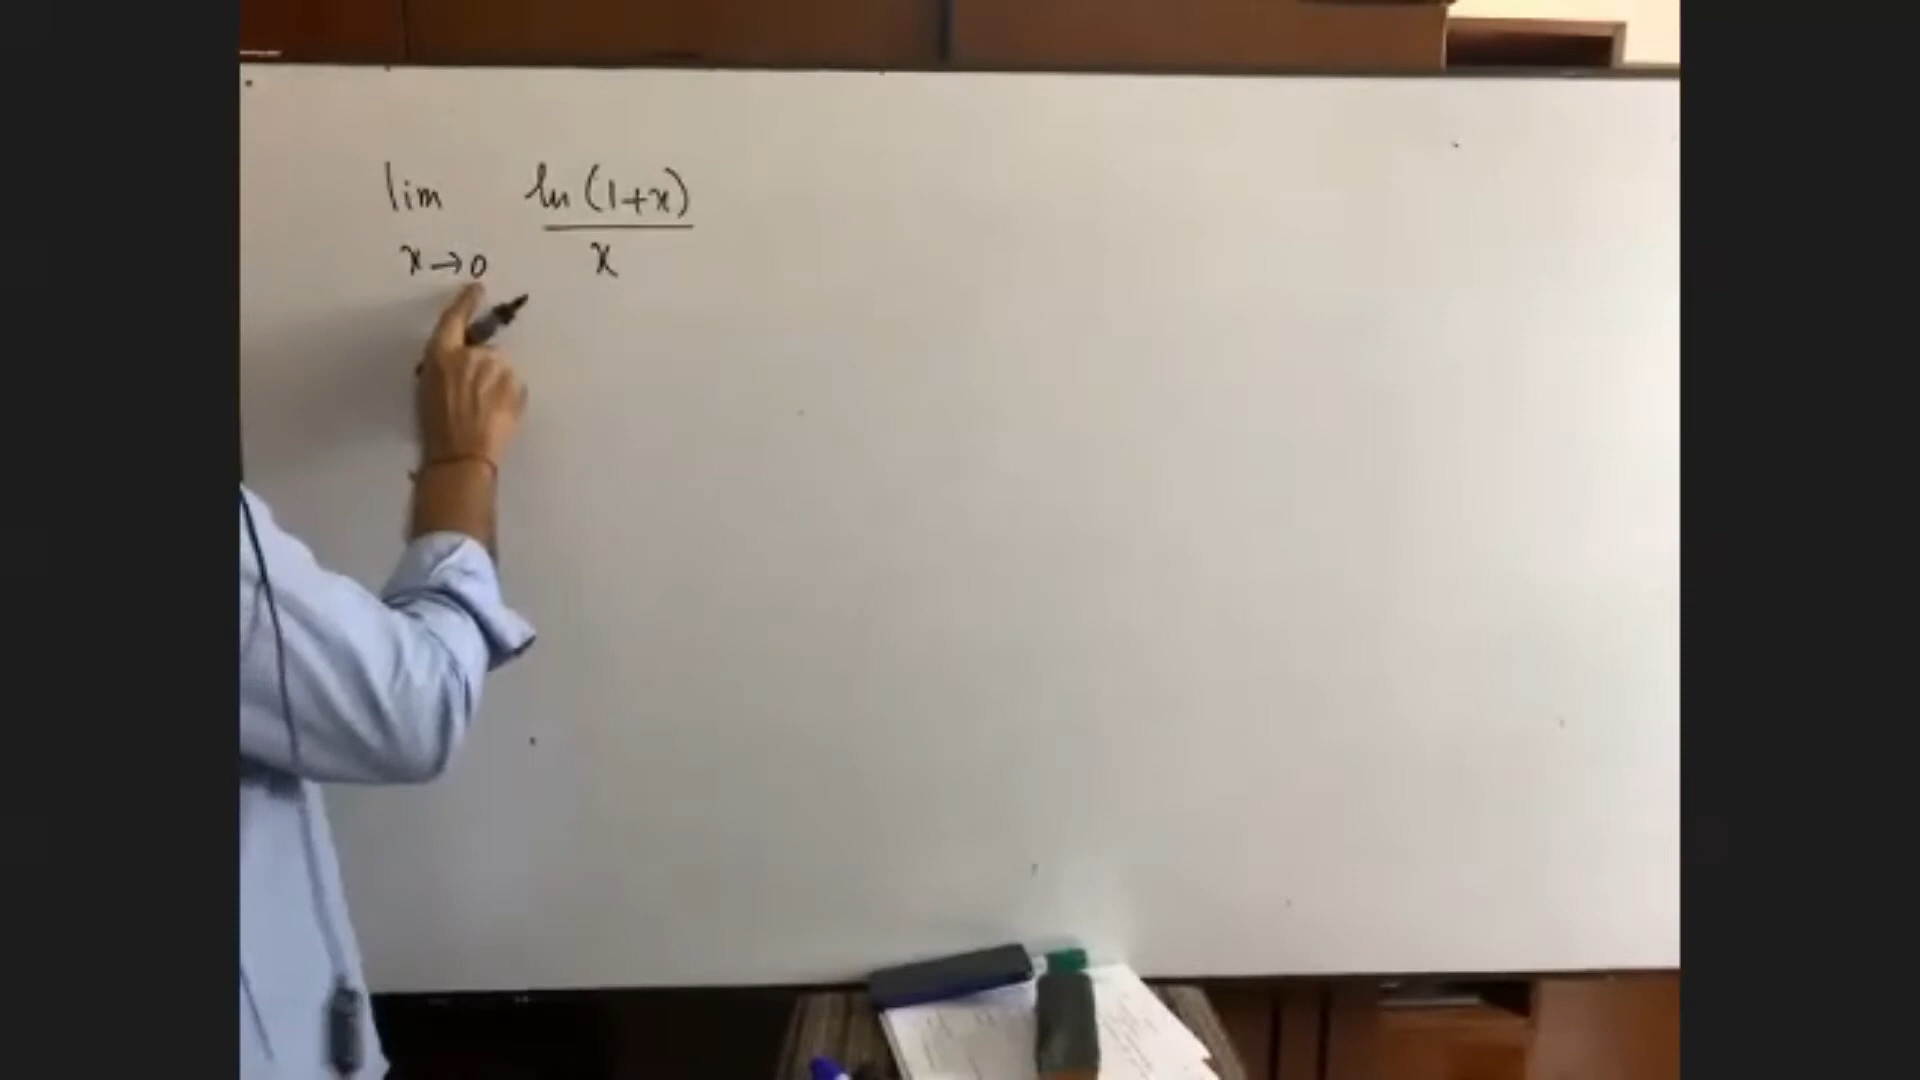 lim ln (1+x)
x→0 x